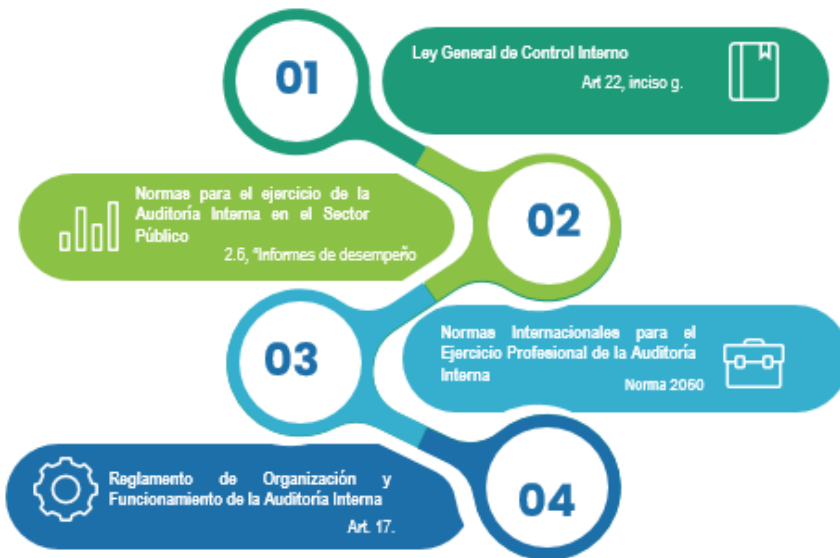 01
Ley General de Control Interno
Art 22, inciso g.
Normas para el ejercicio de la
Auditoría Interna en el Sector
Público
2.6, "Informes de desempeño
02
03
Normas Internacionales para el
Ejercicio Profesional de la Auditoría
Interna
Norma 2060
Reglamento de Organización y
Funcionamiento de la Auditoría Interna
Art. 17.
04